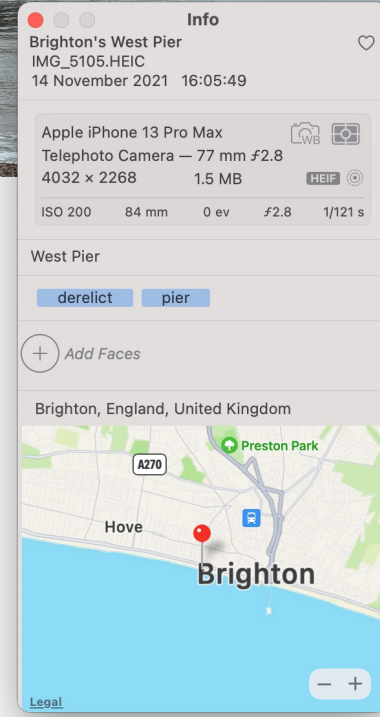 Info
Brighton's West Pier
IMG_5105.HEIC
14 November 2021 16:05:49
Apple iPhone 13 Pro Max
WB
Telephoto Camera — 77 mm ƒ2.8
4032 × 2268 1.5 MB HEIF
ISO 200 84 mm 0 ev ƒ2.8 1/121 s
West Pier
derelict pier
Add Faces
Brighton, England, United Kingdom
Preston Park
A270
Hove
Brighton
Legal